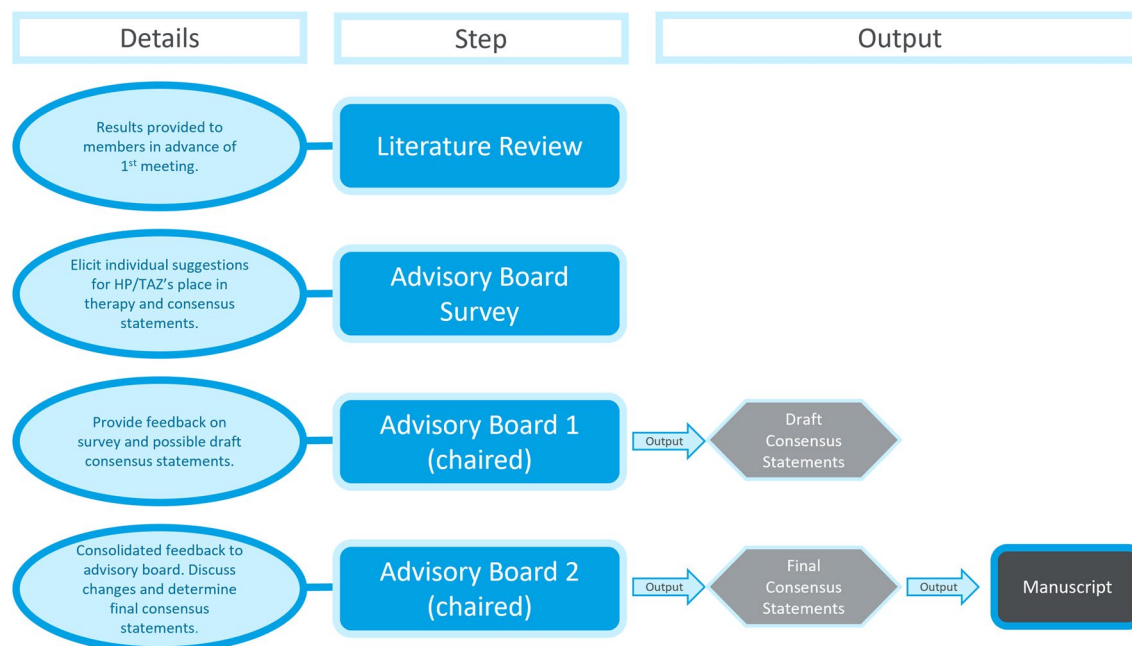 Details
Step
Output
Results provided to
members in advance of
1st meeting.
Literature Review
Elicit individual suggestions
for HP/TAZ’s place in
therapy and consensus
statements.
Advisory Board
Survey
Provide feedback on
survey and possible draft
consensus statements.
Advisory Board 1
(chaired)
Output
Draft
Consensus
Statements
Consolidated feedback to
advisory board. Discuss
changes and determine
final consensus
statements.
Advisory Board 2
(chaired)
Output
Final
Consensus
Statements
Output
Manuscript